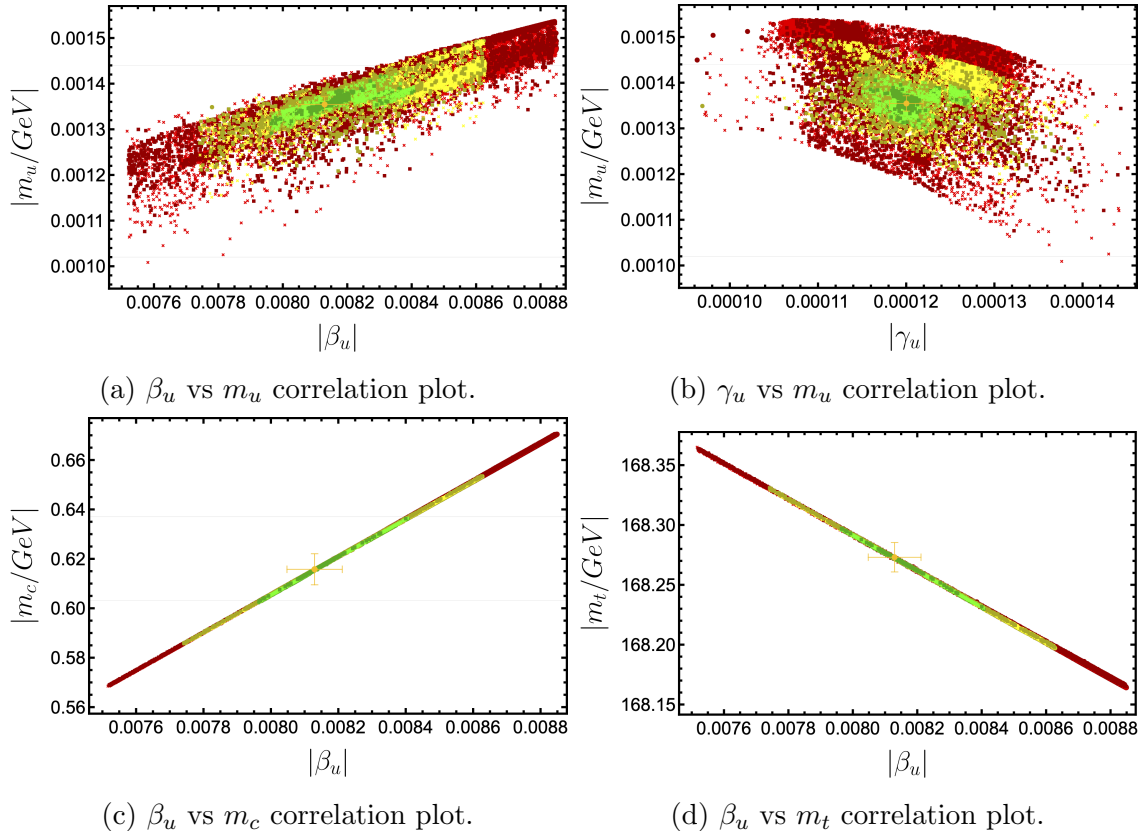 |m_u/GeV|
0.0015
0.0014
0.0013
0.0012
0.0011
0.0010
0.0076 0.0078 0.0080 0.0082 0.0084 0.0086 0.0088
|β_u|
(a) β_u vs m_u correlation plot.
|m_u/GeV|
0.0015
0.0014
0.0013
0.0012
0.0011
0.0010
0.00010 0.00011 0.00012 0.00013 0.00014
|γ_u|
(b) γ_u vs m_u correlation plot.
|m_c/GeV|
0.66
0.64
0.62
0.60
0.58
0.56
0.0076 0.0078 0.0080 0.0082 0.0084 0.0086 0.0088
|β_u|
(c) β_u vs m_c correlation plot.
|m_t/GeV|
168.35
168.30
168.25
168.20
168.15
0.0076 0.0078 0.0080 0.0082 0.0084 0.0086 0.0088
|β_u|
(d) β_u vs m_t correlation plot.